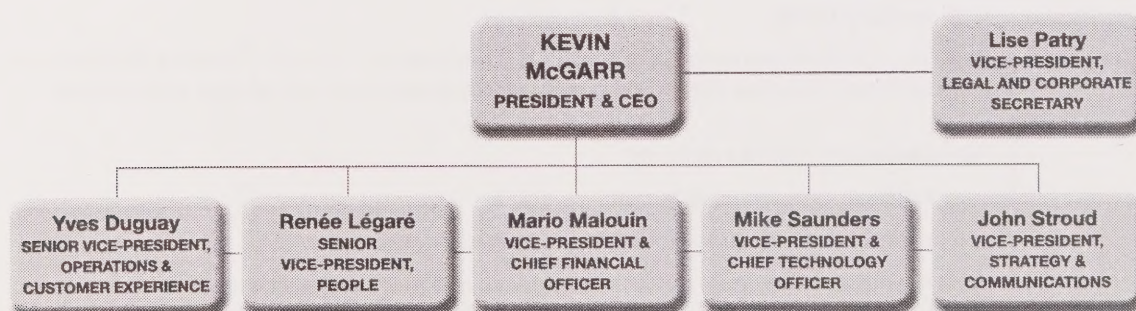 KEVIN
McGARR
PRESIDENT & CEO
Lise Patry
VICE-PRESIDENT,
LEGAL AND CORPORATE
SECRETARY
Yves Duguay
SENIOR VICE-PRESIDENT,
OPERATIONS &
CUSTOMER EXPERIENCE
Renée Légaré
SENIOR
VICE-PRESIDENT,
PEOPLE
Mario Malouin
VICE-PRESIDENT &
CHIEF FINANCIAL
OFFICER
Mike Saunders
VICE-PRESIDENT &
CHIEF TECHNOLOGY
OFFICER
John Stroud
VICE-PRESIDENT,
STRATEGY &
COMMUNICATIONS